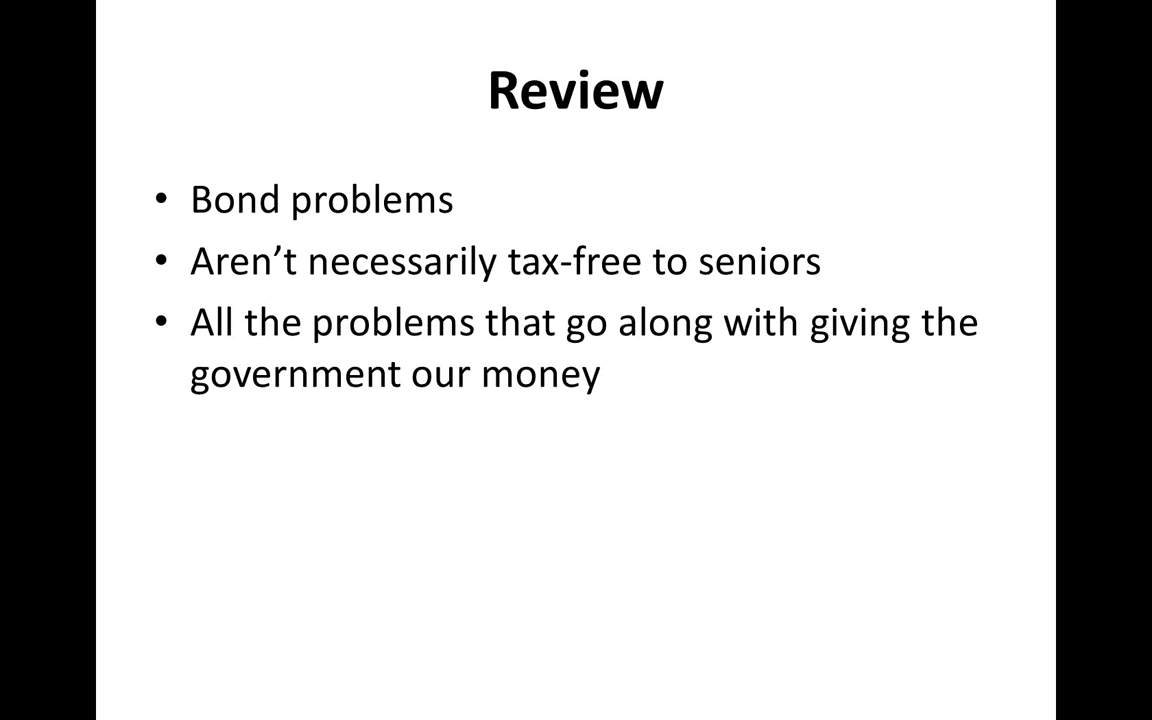 Review
• Bond problems
• Aren’t necessarily tax-free to seniors
• All the problems that go along with giving the
government our money